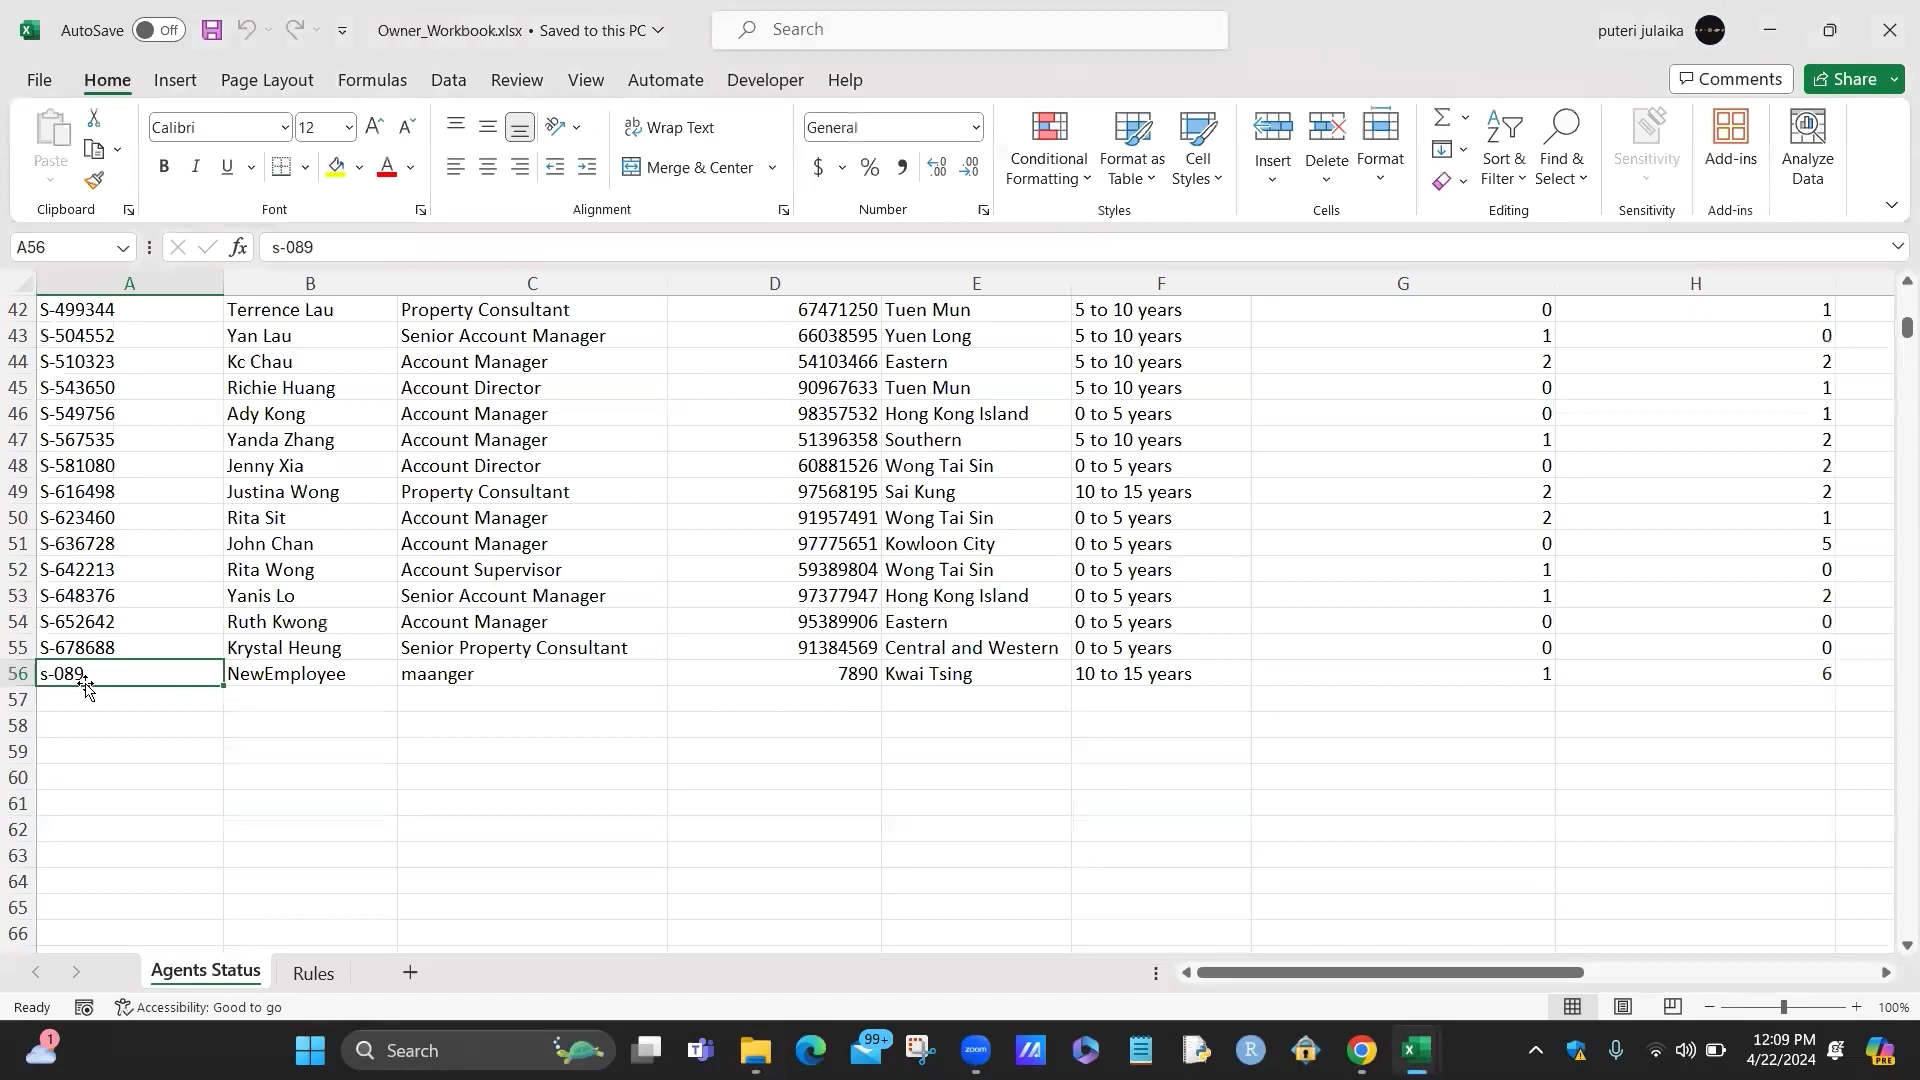 AutoSave Off Owner_Workbook.xlsx • Saved to this PC Search puteri julaika
File Home Insert Page Layout Formulas Data Review View Automate Developer Help Comments Share
Paste Calibri 12 Wrap Text General Conditional Formatting Format as Table Cell Styles Insert Delete Format Sort & Filter Find & Select Sensitivity Add-ins Analyze Data
B I U Merge & Center $ % ,
Clipboard Font Alignment Number Styles Cells Editing Sensitivity Add-ins
A56 fx s-089
A B C D E F G H
42 S-499344 Terrence Lau Property Consultant 67471250 Tuen Mun 5 to 10 years 0 1
43 S-504552 Yan Lau Senior Account Manager 66038595 Yuen Long 5 to 10 years 1 0
44 S-510323 Kc Chau Account Manager 54103466 Eastern 5 to 10 years 2 2
45 S-543650 Richie Huang Account Director 90967633 Tuen Mun 5 to 10 years 0 1
46 S-549756 Ady Kong Account Manager 98357532 Hong Kong Island 0 to 5 years 0 1
47 S-567535 Yanda Zhang Account Manager 51396358 Southern 5 to 10 years 1 2
48 S-581080 Jenny Xia Account Director 60881526 Wong Tai Sin 0 to 5 years 0 2
49 S-616498 Justina Wong Property Consultant 97568195 Sai Kung 10 to 15 years 2 2
50 S-623460 Rita Sit Account Manager 91957491 Wong Tai Sin 0 to 5 years 2 1
51 S-636728 John Chan Account Manager 97775651 Kowloon City 0 to 5 years 0 5
52 S-642213 Rita Wong Account Supervisor 59389804 Wong Tai Sin 0 to 5 years 1 0
53 S-648376 Yanis Lo Senior Account Manager 97377947 Hong Kong Island 0 to 5 years 1 2
54 S-652642 Ruth Kwong Account Manager 95389906 Eastern 0 to 5 years 0 0
55 S-678688 Krystal Heung Senior Property Consultant 91384569 Central and Western 0 to 5 years 0 0
56 s-089 NewEmployee maanger 7890 Kwai Tsing 10 to 15 years 1 6
57
58
59
60
61
62
63
64
65
66
Agents Status Rules +
Ready Accessibility: Good to go 100%
1 Search 99+ zoom R 12:09 PM
4/22/2024 PRE